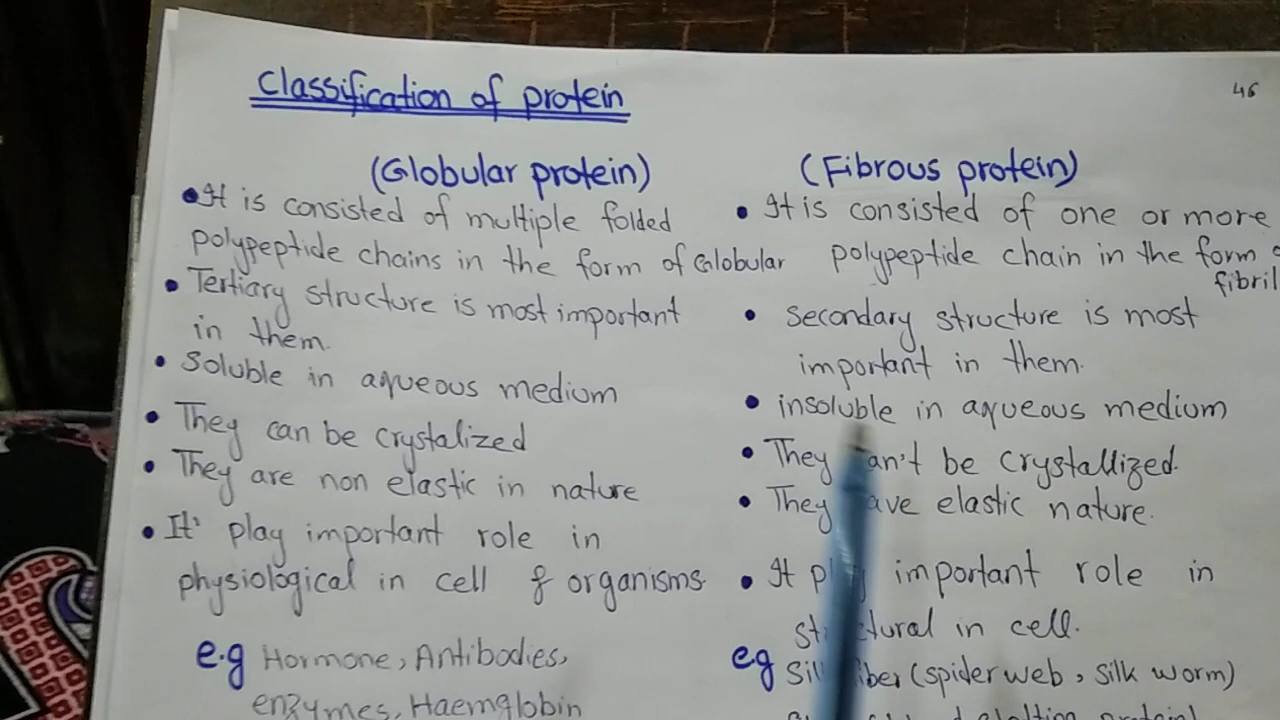 Classification of protein
46
(Globular protein)
• It is consisted of multiple folded
polypeptide chains in the form of Globular
• Tertiary structure is most important
in them.
• Soluble in aqueous medium
• They can be crystalized
• They are non elastic in nature
• It' play important role in
physiological in cell & organisms
e.g Hormone, Antibodies,
enzymes, Haemglobin
(Fibrous protein)
• It is consisted of one or more
polypeptide chain in the form
fibril
• secondary structure is most
important in them.
• insoluble in aqueous medium
• They an't be crystallized.
• They ave elastic nature.
• It important role in
in cell.
eg (spider web, silk worm)